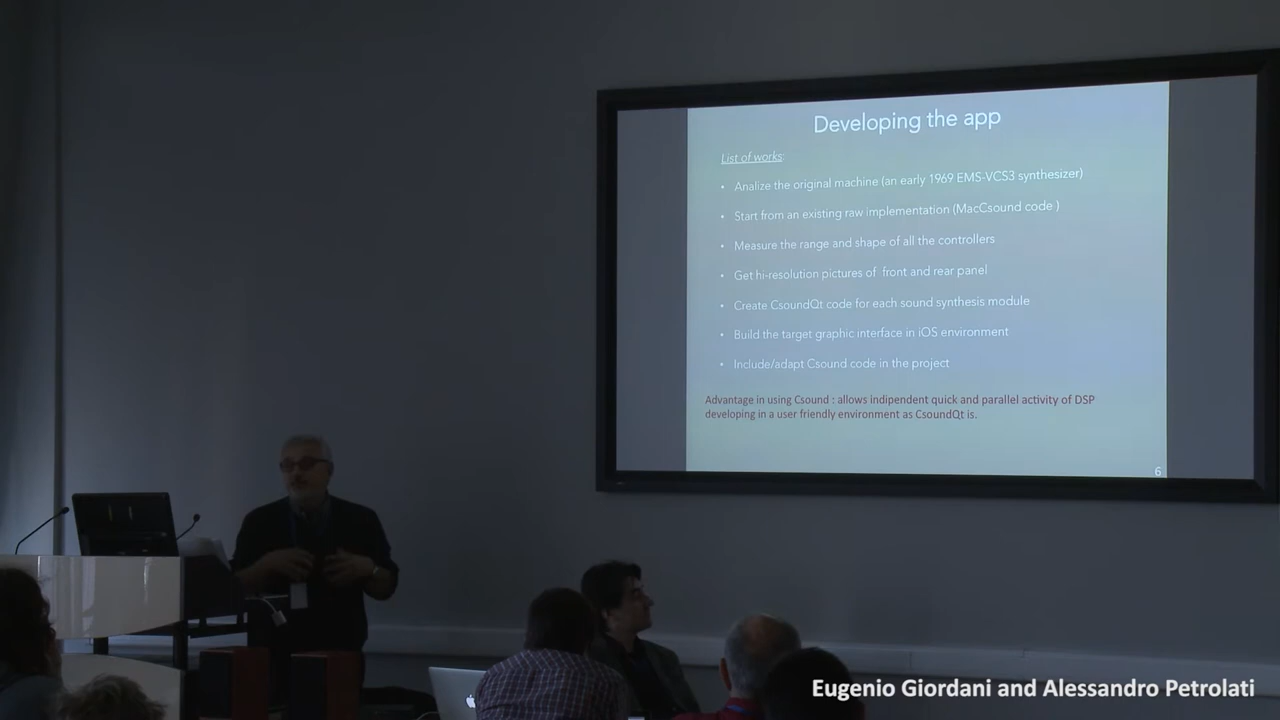 Developing the app
List of works:
• Analize the original machine (an early 1969 EMS-VCS3 synthesizer)
• Start from an existing raw implementation (MacCsound code )
• Measure the range and shape of all the controllers
• Get hi-resolution pictures of front and rear panel
• Create CsoundQt code for each sound synthesis module
• Build the target graphic interface in iOS environment
• Include/adapt Csound code in the project
Advantage in using Csound : allows indipendent quick and parallel activity of DSP
developing in a user friendly environment as CsoundQt is.
6
Eugenio Giordani and Alessandro Petrolati